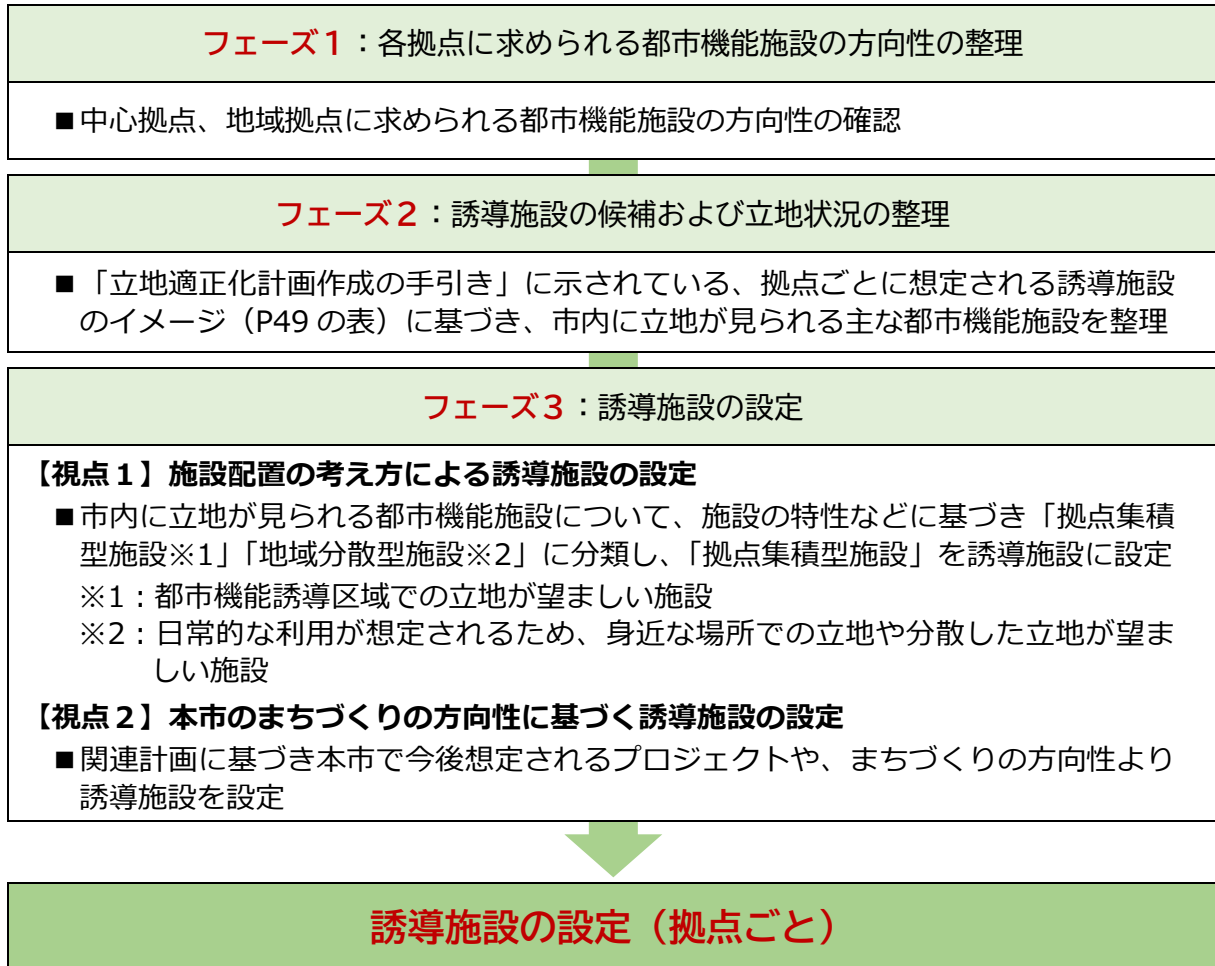 フェーズ1：各拠点に求められる都市機能施設の方向性の整理
■中心拠点、地域拠点に求められる都市機能施設の方向性の確認
フェーズ2：誘導施設の候補および立地状況の整理
■「立地適正化計画作成の手引き」に示されている、拠点ごとに想定される誘導施設
のイメージ（P49 の表）に基づき、市内に立地が見られる主な都市機能施設を整理
フェーズ3：誘導施設の設定
【視点1】施設配置の考え方による誘導施設の設定
■市内に立地が見られる都市機能施設について、施設の特性などに基づき「拠点集積
型施設※1」「地域分散型施設※2」に分類し、「拠点集積型施設」を誘導施設に設定
※1：都市機能誘導区域での立地が望ましい施設
※2：日常的な利用が想定されるため、身近な場所での立地や分散した立地が望ま
しい施設
【視点2】本市のまちづくりの方向性に基づく誘導施設の設定
■関連計画に基づき本市で今後想定されるプロジェクトや、まちづくりの方向性より
誘導施設を設定
誘導施設の設定（拠点ごと）